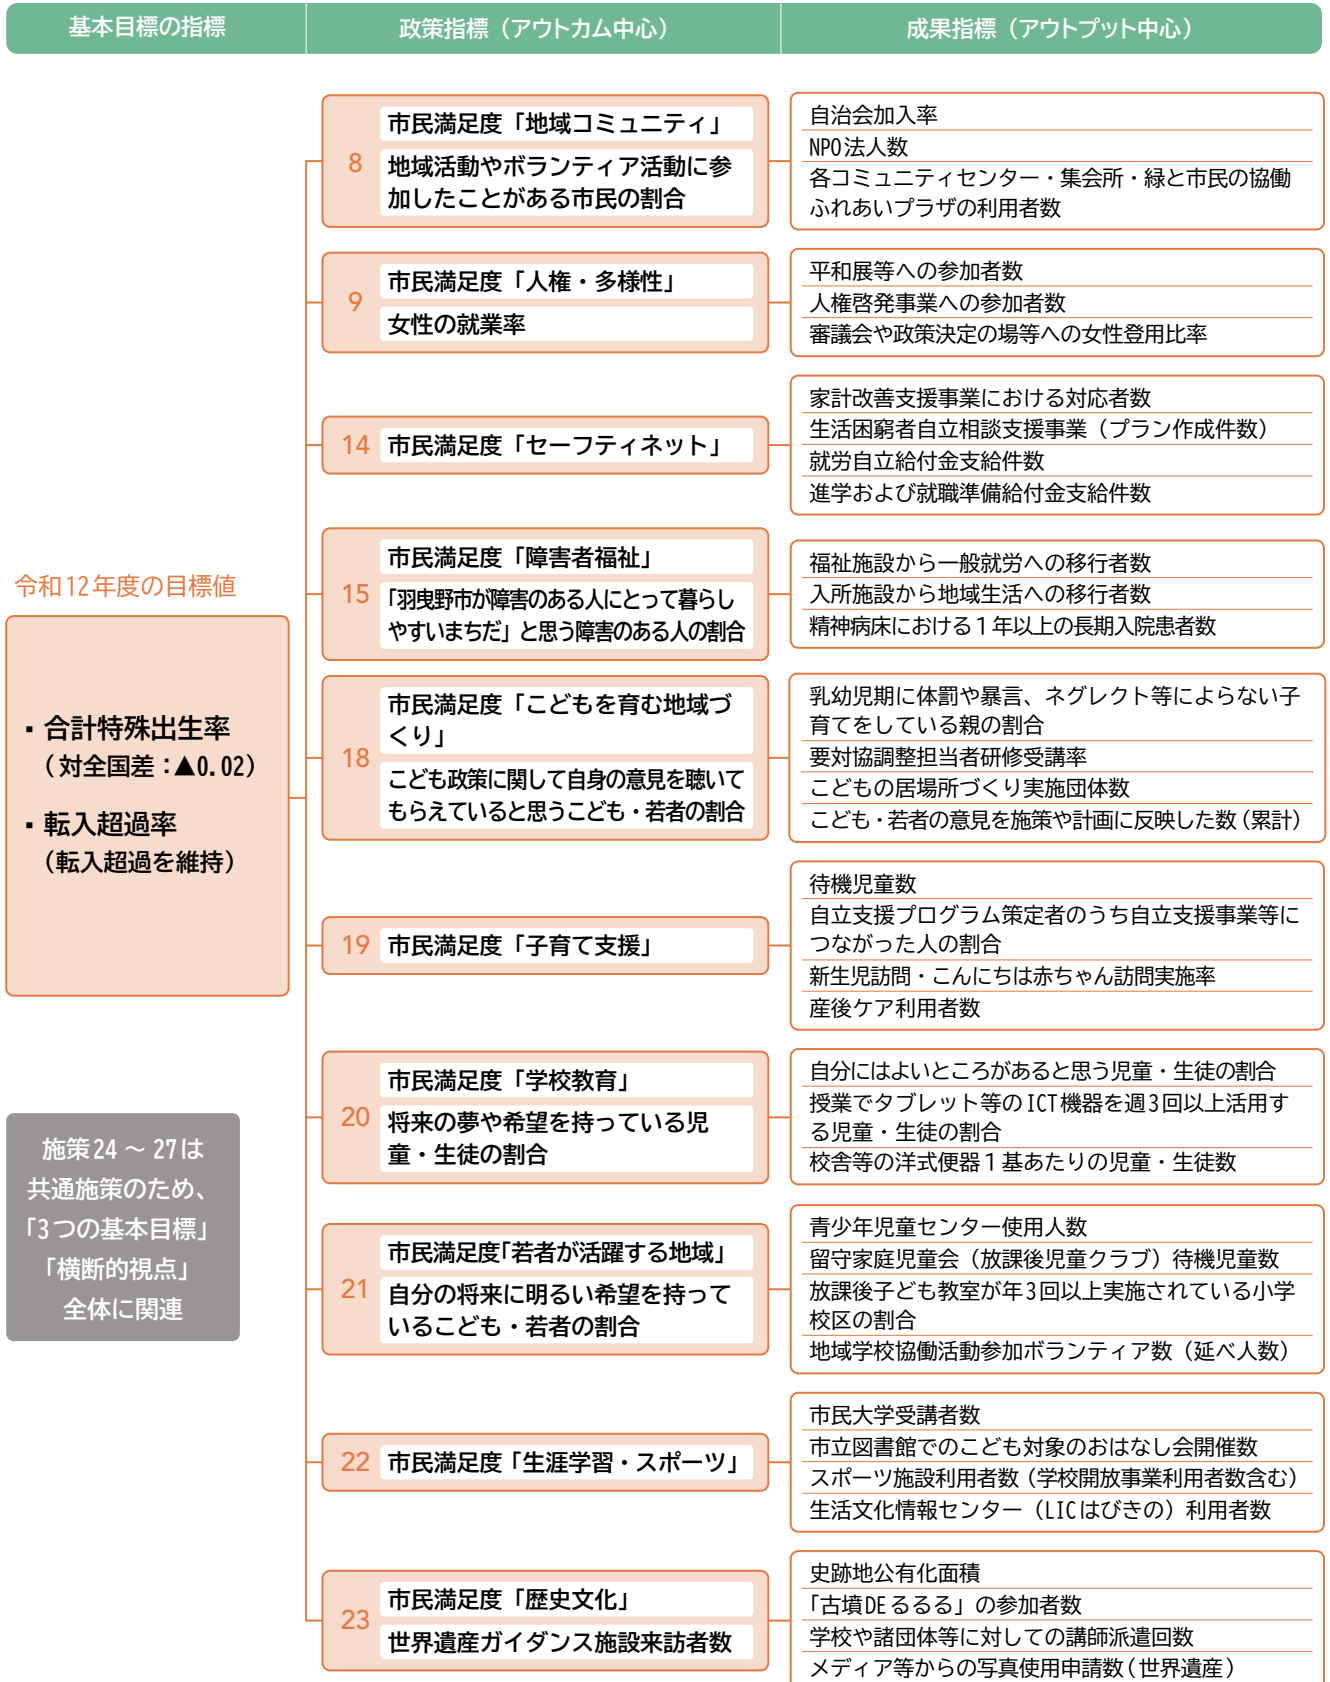 基本目標の指標
政策指標（アウトカム中心）
成果指標（アウトプット中心）
令和12年度の目標値
▪ 合計特殊出生率
（対全国差：▲0.02）
▪ 転入超過率
（転入超過を維持）
施策24～27は
共通施策のため、
「3つの基本目標」
「横断的視点」
全体に関連
8
市民満足度「地域コミュニティ」
地域活動やボランティア活動に参
加したことがある市民の割合
自治会加入率
NPO法人数
各コミュニティセンター・集会所・緑と市民の協働
ふれあいプラザの利用者数
9
市民満足度「人権・多様性」
女性の就業率
平和展等への参加者数
人権啓発事業への参加者数
審議会や政策決定の場等への女性登用比率
14
市民満足度「セーフティネット」
家計改善支援事業における対応者数
生活困窮者自立相談支援事業（プラン作成件数）
就労自立給付金支給件数
進学および就職準備給付金支給件数
15
市民満足度「障害者福祉」
「羽曳野市が障害のある人にとって暮らし
やすいまちだ」と思う障害のある人の割合
福祉施設から一般就労への移行者数
入所施設から地域生活への移行者数
精神病床における1年以上の長期入院患者数
18
市民満足度「こどもを育む地域づ
くり」
こども政策に関して自身の意見を聴いて
もらえていると思うこども・若者の割合
乳幼児期に体罰や暴言、ネグレクト等によらない子
育てをしている親の割合
要対協調整担当者研修受講率
こどもの居場所づくり実施団体数
こども・若者の意見を施策や計画に反映した数（累計）
19
市民満足度「子育て支援」
待機児童数
自立支援プログラム策定者のうち自立支援事業等に
つながった人の割合
新生児訪問・こんにちは赤ちゃん訪問実施率
産後ケア利用者数
20
市民満足度「学校教育」
将来の夢や希望を持っている児
童・生徒の割合
自分にはよいところがあると思う児童・生徒の割合
授業でタブレット等のICT機器を週3回以上活用す
る児童・生徒の割合
校舎等の洋式便器1基あたりの児童・生徒数
21
市民満足度「若者が活躍する地域」
自分の将来に明るい希望を持って
いるこども・若者の割合
青少年児童センター使用人数
留守家庭児童会（放課後児童クラブ）待機児童数
放課後子ども教室が年3回以上実施されている小学
校区の割合
地域学校協働活動参加ボランティア数（延べ人数）
22
市民満足度「生涯学習・スポーツ」
市民大学受講者数
市立図書館でのこども対象のおはなし会開催数
スポーツ施設利用者数（学校開放事業利用者数含む）
生活文化情報センター（LICはびきの）利用者数
23
市民満足度「歴史文化」
世界遺産ガイダンス施設来訪者数
史跡地公有化面積
「古墳DEるるる」の参加者数
学校や諸団体等に対しての講師派遣回数
メディア等からの写真使用申請数（世界遺産）